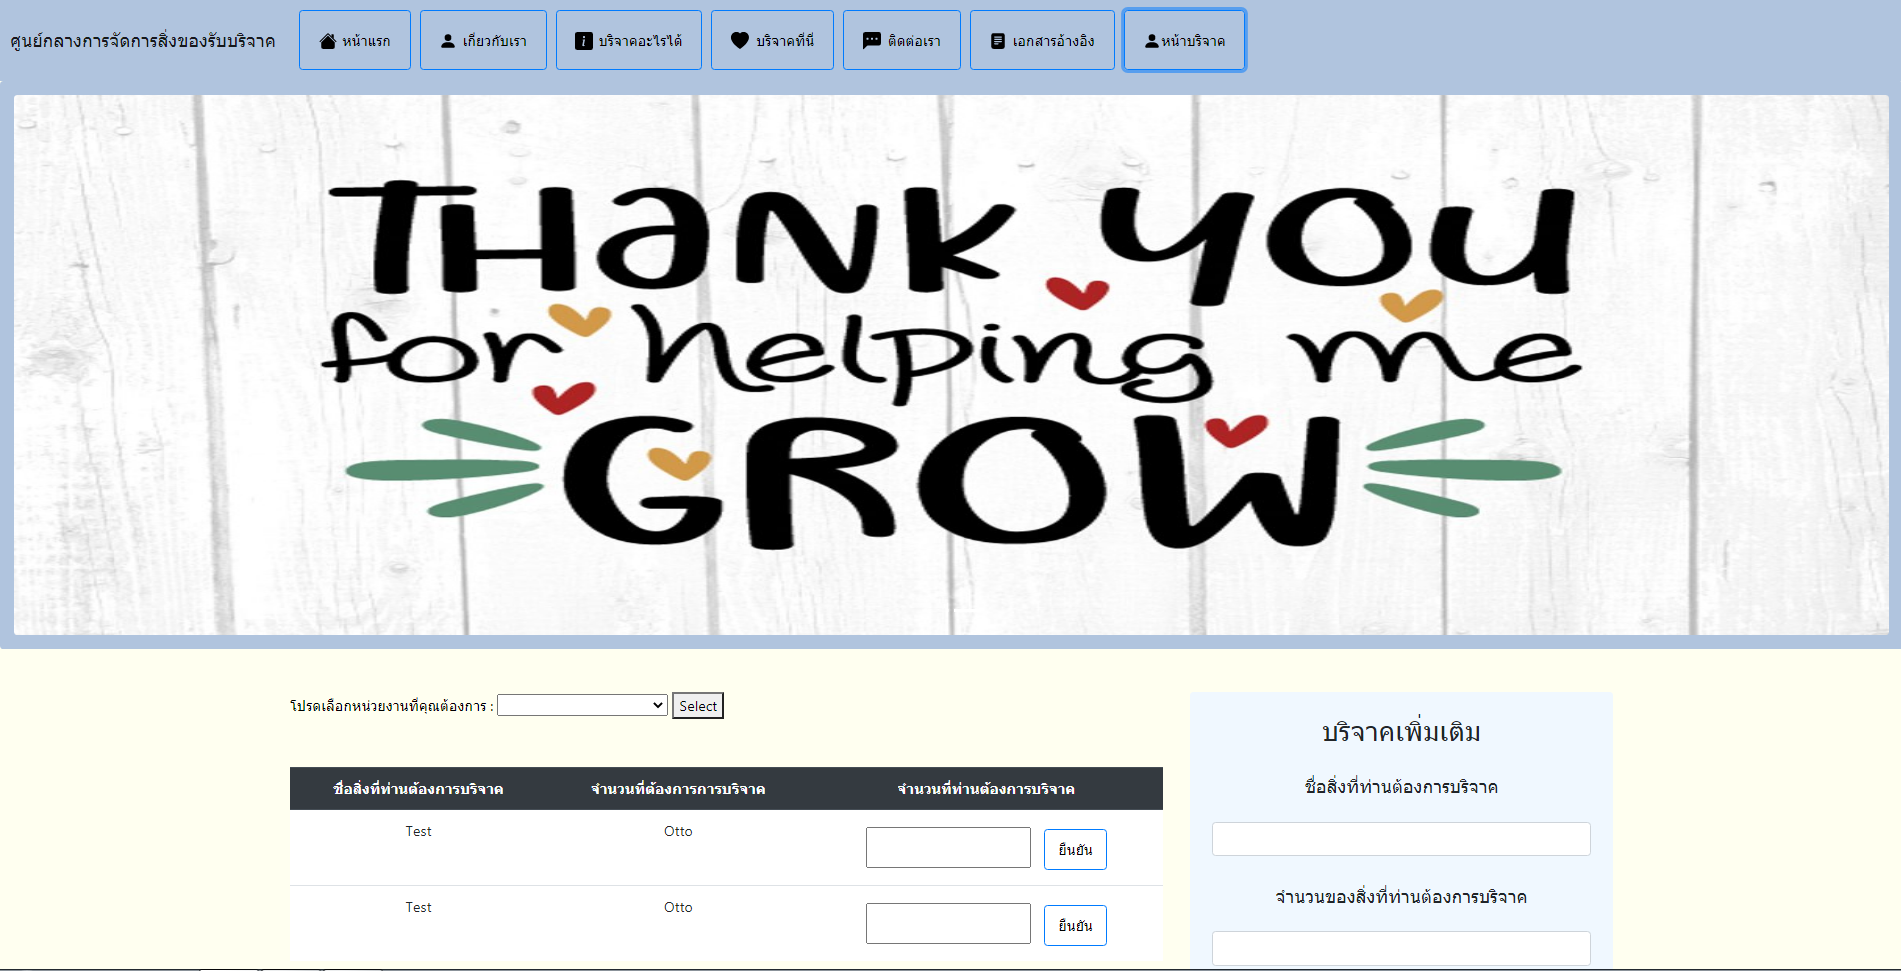 ศูนย์กลางการจัดการสิ่งของรับบริจาค
หน้าแรก
เกี่ยวกับเรา
บริจาคอะไรได้
บริจาคที่นี่
ติดต่อเรา
เอกสารอ้างอิง
หน้าบริจาค
THaNK YOU
for helping me
GROW
โปรดเลือกหน่วยงานที่คุณต้องการ : Select
ชื่อสิ่งที่ท่านต้องการบริจาค จำนวนที่ต้องการการบริจาค จำนวนที่ท่านต้องการบริจาค
Test Otto ยืนยัน
Test Otto ยืนยัน
บริจาคเพิ่มเติม
ชื่อสิ่งที่ท่านต้องการบริจาค
จำนวนของสิ่งที่ท่านต้องการบริจาค